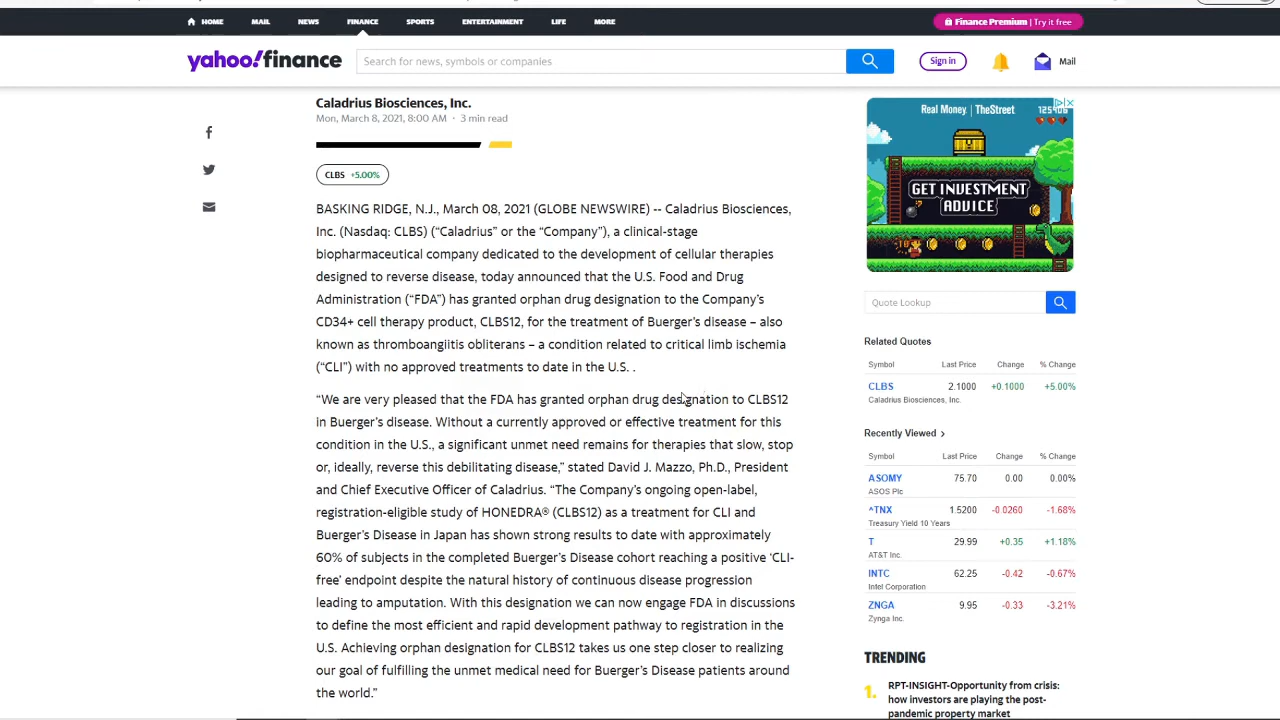 HOME MAIL NEWS FINANCE SPORTS ENTERTAINMENT LIFE MORE Finance Premium | Try it free
yahoo!finance Search for news, symbols or companies Sign in Mail
Caladrius Biosciences, Inc.
Mon, March 8, 2021, 8:00 AM · 3 min read
CLBS +5.00%
BASKING RIDGE, N.J., March 08, 2021 (GLOBE NEWSWIRE) -- Caladrius Biosciences,
Inc. (Nasdaq: CLBS) (“Caladrius” or the “Company”), a clinical-stage
biopharmaceutical company dedicated to the development of cellular therapies
designed to reverse disease, today announced that the U.S. Food and Drug
Administration (“FDA”) has granted orphan drug designation to the Company’s
CD34+ cell therapy product, CLBS12, for the treatment of Buerger’s disease – also
known as thromboangiitis obliterans – a condition related to critical limb ischemia
(“CLI”) with no approved treatments to date in the U.S. .
“We are very pleased that the FDA has granted orphan drug designation to CLBS12
in Buerger’s disease. Without a currently approved or effective treatment for this
condition in the U.S., a significant unmet need remains for therapies that slow, stop
or, ideally, reverse this debilitating disease,” stated David J. Mazzo, Ph.D., President
and Chief Executive Officer of Caladrius. “The Company’s ongoing open-label,
registration-eligible study of HONEDRA® (CLBS12) as a treatment for CLI and
Buerger’s Disease in Japan has shown strong results to date with approximately
60% of subjects in the completed Buerger’s Disease cohort reaching a positive ‘CLI-
free’ endpoint despite the natural history of continuous disease progression
leading to amputation. With this designation we can now engage FDA in discussions
to define the most efficient and rapid development pathway to registration in the
U.S. Achieving orphan designation for CLBS12 takes us one step closer to realizing
our goal of fulfilling the unmet medical need for Buerger’s Disease patients around
the world.”
Real Money. | TheStreet
GET INVESTMENT
ADVICE
Quote Lookup
Related Quotes
Symbol Last Price Change % Change
CLBS 2.1000 +0.1000 +5.00%
Caladrius Biosciences, Inc.
Recently Viewed
Symbol Last Price Change % Change
ASOMY 75.70 0.00 0.00%
ASOS Plc
^TNX 1.5200 -0.0260 -1.68%
Treasury Yield 10 Years
T 29.99 +0.35 +1.18%
AT&T Inc.
INTC 62.25 -0.42 -0.67%
Intel Corporation
ZNGA 9.95 -0.33 -3.21%
Zynga Inc.
TRENDING
1. RPT-INSIGHT-Opportunity from crisis:
how investors are playing the post-
pandemic property market